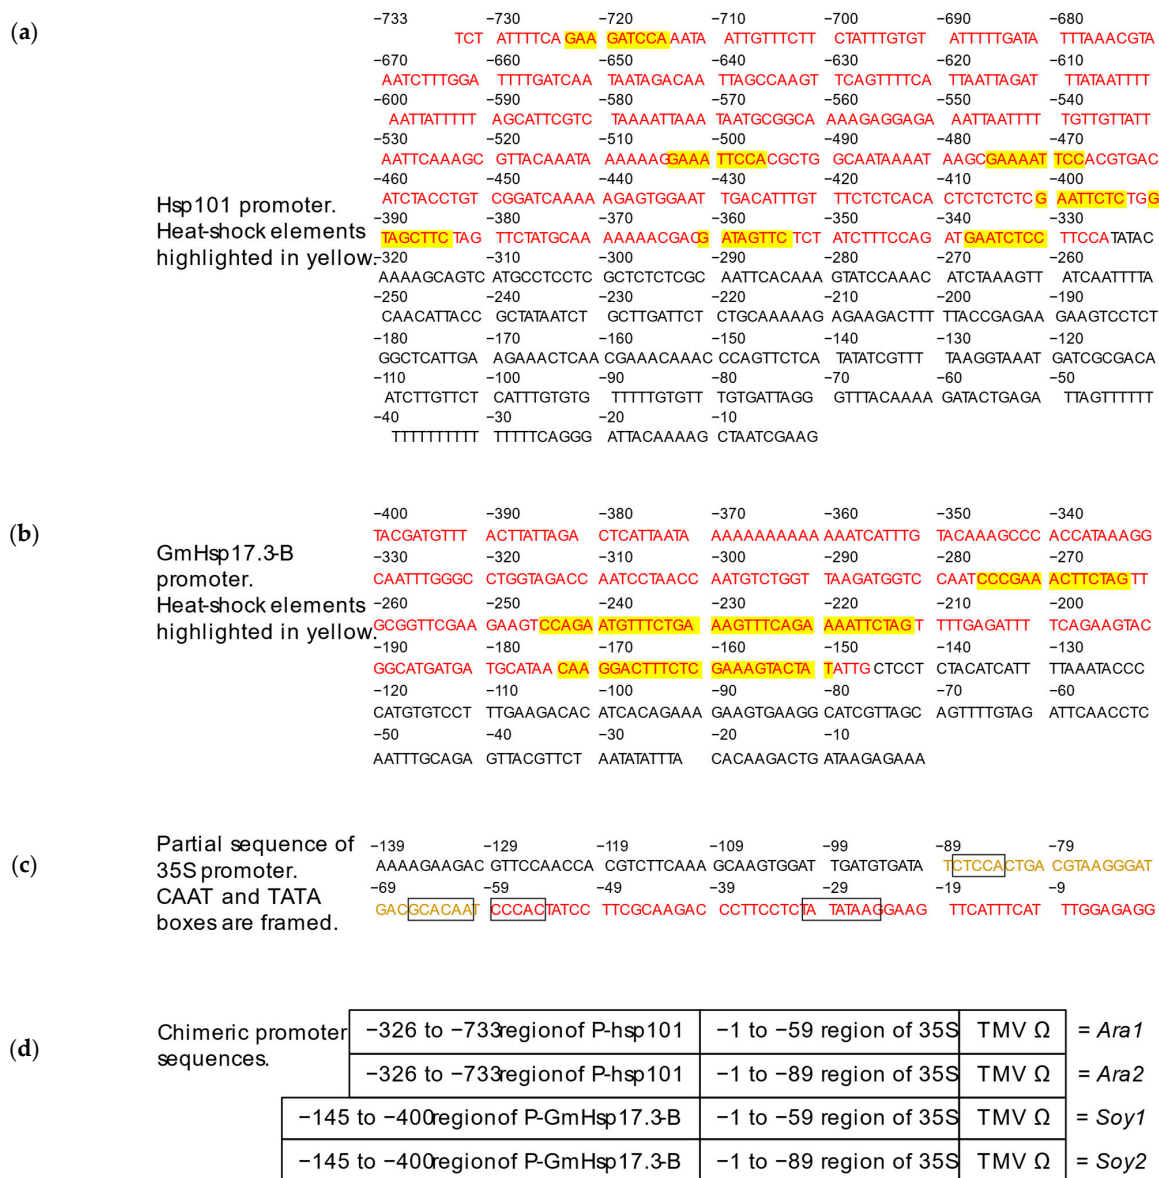 (a)
−733 −730 −720 −710 −700 −690 −680
TCT ATTTTCA GAA GATCCA AATA ATTGTTTCTT CTATTTGTGT ATTTTTGATA TTTAAACGTA
−670 −660 −650 −640 −630 −620 −610
AATCTTTGGA TTTTGATCAA TAATAGACAA TTAGCCAAGT TCAGTTTTCA TTAATTAGAT TTATAATTTT
−600 −590 −580 −570 −560 −550 −540
AATTATTTTT AGCATTCGTC TAAAATTAAA TAATGCGGCA AAAGAGGAGA AATTAATTTT TGTTGTTATT
−530 −520 −510 −500 −490 −480 −470
AATTCAAAGC GTTACAAATA AAAAAGGAAA TTCCACGCTG GCAATAAAAT AAGCGAAAAT TCCACGTGAC
−460 −450 −440 −430 −420 −410 −400
ATCTACCTGT CGGATCAAAA AGAGTGGAAT TGACATTTGT TTCTCTCACA CTCTCTCTCG AATTCTCTGG
Hsp101 promoter.
Heat-shock elements
highlighted in yellow.
−390 −380 −370 −360 −350 −340 −330
TAGCTTCTAG TTCTATGCAA AAAAACGACG ATAGTTCTCT ATCTTTCCAG ATGAATCTCC TTCCATATAC
−320 −310 −300 −290 −280 −270 −260
AAAAGCAGTC ATGCCTCCTC GCTCTCTCGC AATTCACAAA GTATCCAAAC ATCTAAAGTT ATCAATTTTA
−250 −240 −230 −220 −210 −200 −190
CAACATTACC GCTATAATCT GCTTGATTCT CTGCAAAAAG AGAAGACTTT TTACCGAGAA GAAGTCCTCT
−180 −170 −160 −150 −140 −130 −120
GGCTCATTGA AGAAACTCAA CGAAACAAAC CCAGTTCTCA TATATCGTTT TAAGGTAAAT GATCGCGACA
−110 −100 −90 −80 −70 −60 −50
ATCTTGTTCT CATTTGTGTG TTTTTGTGTT TGTGATTAGG GTTTACAAAA GATACTGAGA TTAGTTTTTT
−40 −30 −20 −10
TTTTTTTTTT TTTTTCAGGG ATTACAAAAG CTAATCGAAG
(b)
−400 −390 −380 −370 −360 −350 −340
TACGATGTTT ACTTATTAGA CTCATTAATA AAAAAAAAAA AAATCATTTG TACAAAGCCC ACCATAAAGG
GmHsp17.3-B
promoter.
Heat-shock elements
highlighted in yellow.
−330 −320 −310 −300 −290 −280 −270
CAATTTGGGC CTGGTAGACC AATCCTAACC AATGTCTGGT TAAGATGGTC CAATCCCGAA ACTTCTAGTT
−260 −250 −240 −230 −220 −210 −200
GCGGTTCGAA GAAGTCCAGA ATGTTTCTGA AAGTTTCAGA AAATTCTAGT TTTGAGATTT TCAGAAGTAC
−190 −180 −170 −160 −150 −140 −130
GGCATGATGA TGCATAA CAA GGACTTTCTC GAAAGTACTA TATTG CTCCT CTACATCATT TTAAATACCC
−120 −110 −100 −90 −80 −70 −60
CATGTGTCCT TTGAAGACAC ATCACAGAAA GAAGTGAAGG CATCGTTAGC AGTTTTGTAG ATTCAACCTC
−50 −40 −30 −20 −10
AATTTGCAGA GTTACGTTCT AATATATTTA CACAAGACTG ATAAGAGAAA
(c)
Partial sequence of
35S promoter.
CAAT and TATA
boxes are framed.
−139 −129 −119 −109 −99 −89 −79
AAAAGAAGAC GTTCCAACCA CGTCTTCAAA GCAAGTGGAT TGATGTGATA TCTCCACTGA CGTAAGGGAT
−69 −59 −49 −39 −29 −19 −9
GACGCACAAT CCCACTATCC TTCGCAAGAC CCTTCCTCTA TATAAGGAAG TTCATTTCAT TTGGAGAGG
(d)
Chimeric promoter
sequences.
−326 to −733regionof P-hsp101 −1 to −59 region of 35S TMV Ω = Ara1
−326 to −733regionof P-hsp101 −1 to −89 region of 35S TMV Ω = Ara2
−145 to −400regionof P-GmHsp17.3-B −1 to −59 region of 35S TMV Ω = Soy1
−145 to −400regionof P-GmHsp17.3-B −1 to −89 region of 35S TMV Ω = Soy2